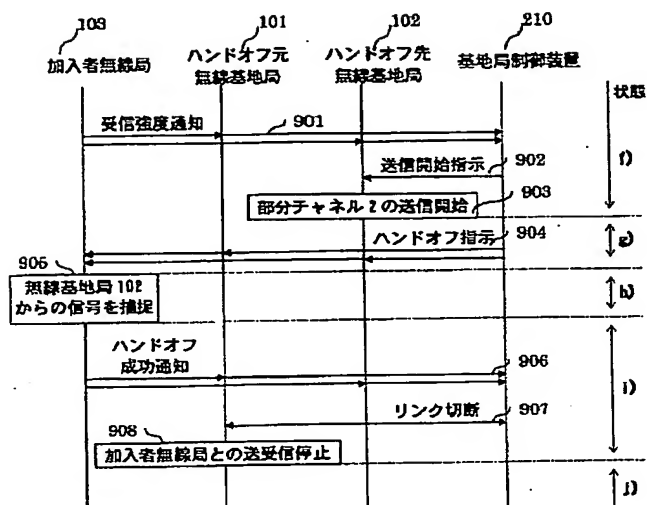 103
101
102
210
加入者無線局
ハンドオフ元
無線基地局
ハンドオフ先
無線基地局
基地局制御装置
状態
受信強度通知
901
送信開始指示
902
部分チャネル2の送信開始
903
f)
ハンドオフ指示
904
g)
905
無線基地局102
からの信号を捕捉
h)
ハンドオフ
成功通知
906
リンク切断
907
i)
908
加入者無線局との送受信停止
j)